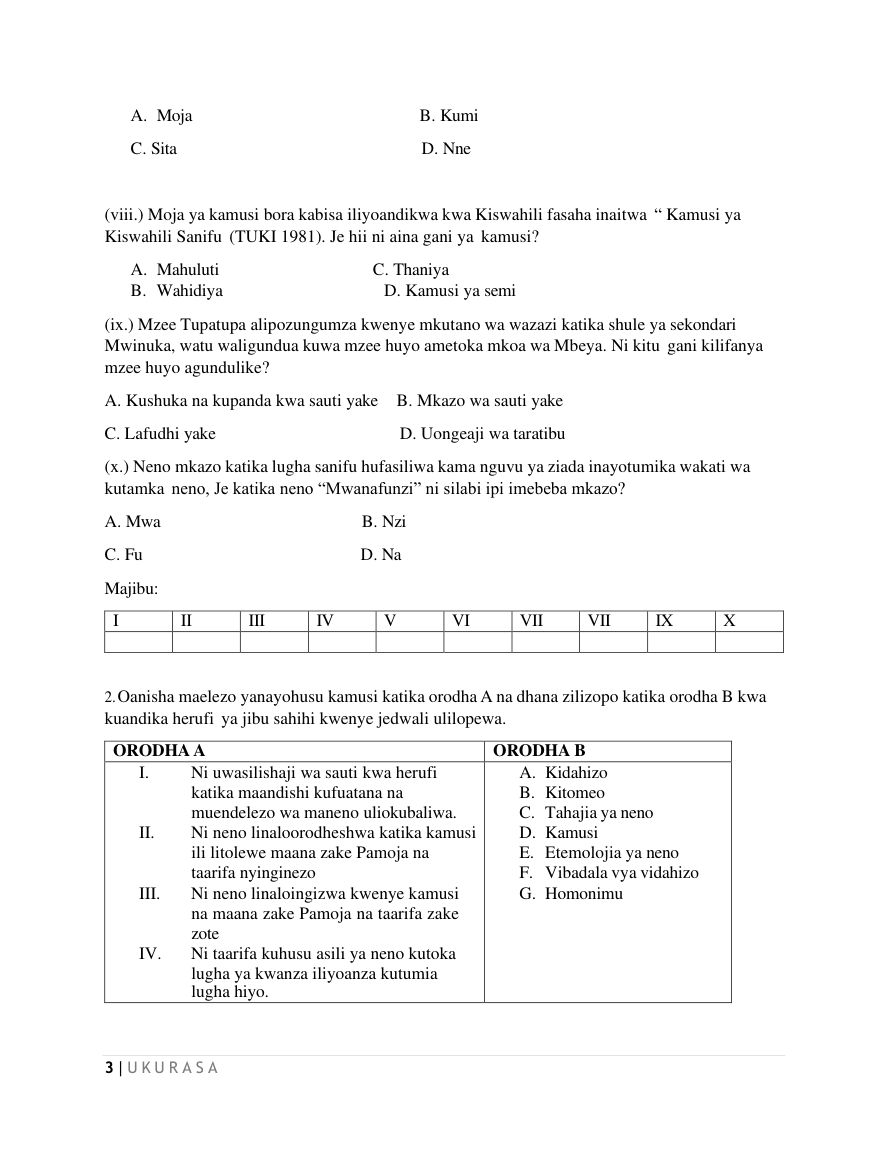 A. Moja B. Kumi
C. Sita D. Nne
(viii.) Moja ya kamusi bora kabisa iliyoandikwa kwa Kiswahili fasaha inaitwa “ Kamusi ya
Kiswahili Sanifu (TUKI 1981). Je hii ni aina gani ya kamusi?
A. Mahuluti C. Thaniya
B. Wahidiya D. Kamusi ya semi
(ix.) Mzee Tupatupa alipozungumza kwenye mkutano wa wazazi katika shule ya sekondari
Mwinuka, watu waligundua kuwa mzee huyo ametoka mkoa wa Mbeya. Ni kitu gani kilifanya
mzee huyo agundulike?
A. Kushuka na kupanda kwa sauti yake B. Mkazo wa sauti yake
C. Lafudhi yake D. Uongeaji wa taratibu
(x.) Neno mkazo katika lugha sanifu hufasiliwa kama nguvu ya ziada inayotumika wakati wa
kutamka neno, Je katika neno “Mwanafunzi” ni silabi ipi imebeba mkazo?
A. Mwa B. Nzi
C. Fu D. Na
Majibu:
I II III IV V VI VII VII IX X
2.Oanisha maelezo yanayohusu kamusi katika orodha A na dhana zilizopo katika orodha B kwa
kuandika herufi ya jibu sahihi kwenye jedwali ulilopewa.
ORODHA A
I. Ni uwasilishaji wa sauti kwa herufi
katika maandishi kufuatana na
muendelezo wa maneno uliokubaliwa.
II. Ni neno linaloorodheshwa katika kamusi
ili litolewe maana zake Pamoja na
taarifa nyinginezo
III. Ni neno linaloingizwa kwenye kamusi
na maana zake Pamoja na taarifa zake
zote
IV. Ni taarifa kuhusu asili ya neno kutoka
lugha ya kwanza iliyoanza kutumia
lugha hiyo.
ORODHA B
A. Kidahizo
B. Kitomeo
C. Tahajia ya neno
D. Kamusi
E. Etemolojia ya neno
F. Vibadala vya vidahizo
G. Homonimu
3 | UKURASA